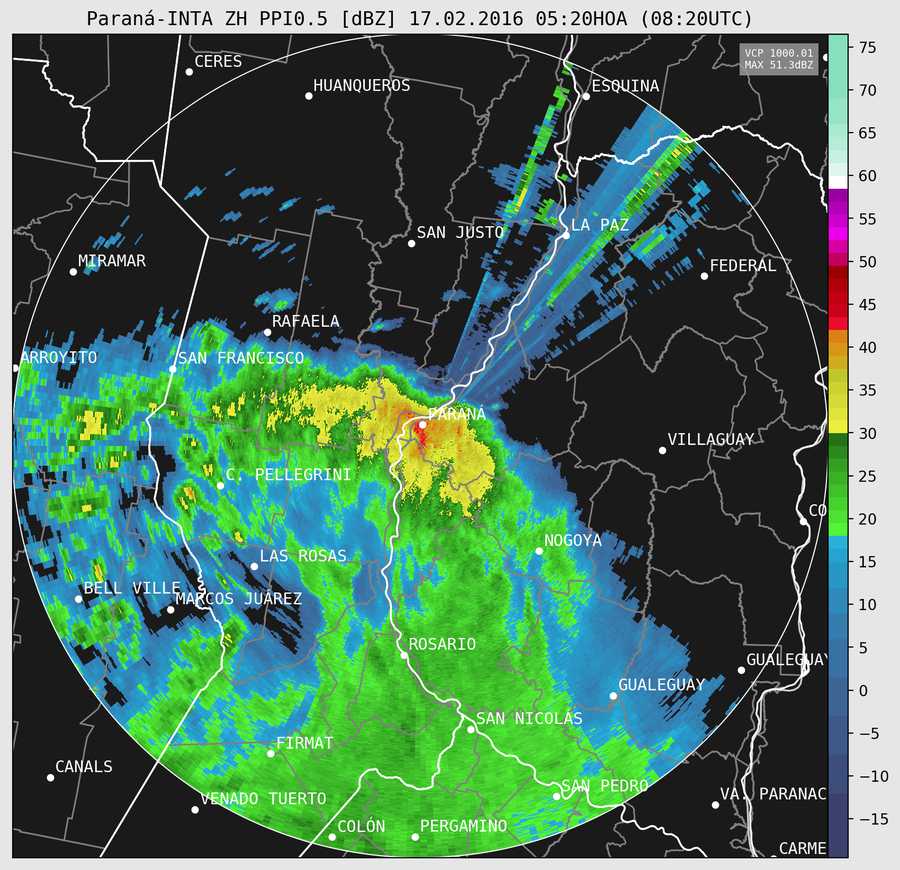 Paraná-INTA ZH PPI0.5 [dBZ] 17.02.2016 05:20HOA (08:20UTC)
VCP 1000.01
MAX 51.3dBZ
75
70
65
60
55
50
45
40
35
30
25
20
15
10
5
0
−5
−10
−15
CERES
HUANQUEROS
ESQUINA
SAN JUSTO
LA PAZ
MIRAMAR
FEDERAL
RAFAELA
ARROYITO
SAN FRANCISCO
PARANÁ
VILLAGUAY
C. PELLEGRINI
CO
NOGOYA
LAS ROSAS
BELL VILLE
MARCOS JUAREZ
ROSARIO
GUALEGUAY
GUALEGUAY
SAN NICOLAS
FIRMAT
CANALS
SAN PEDRO
VENADO TUERTO
VA. PARANAC
COLÓN
PERGAMINO
CARME